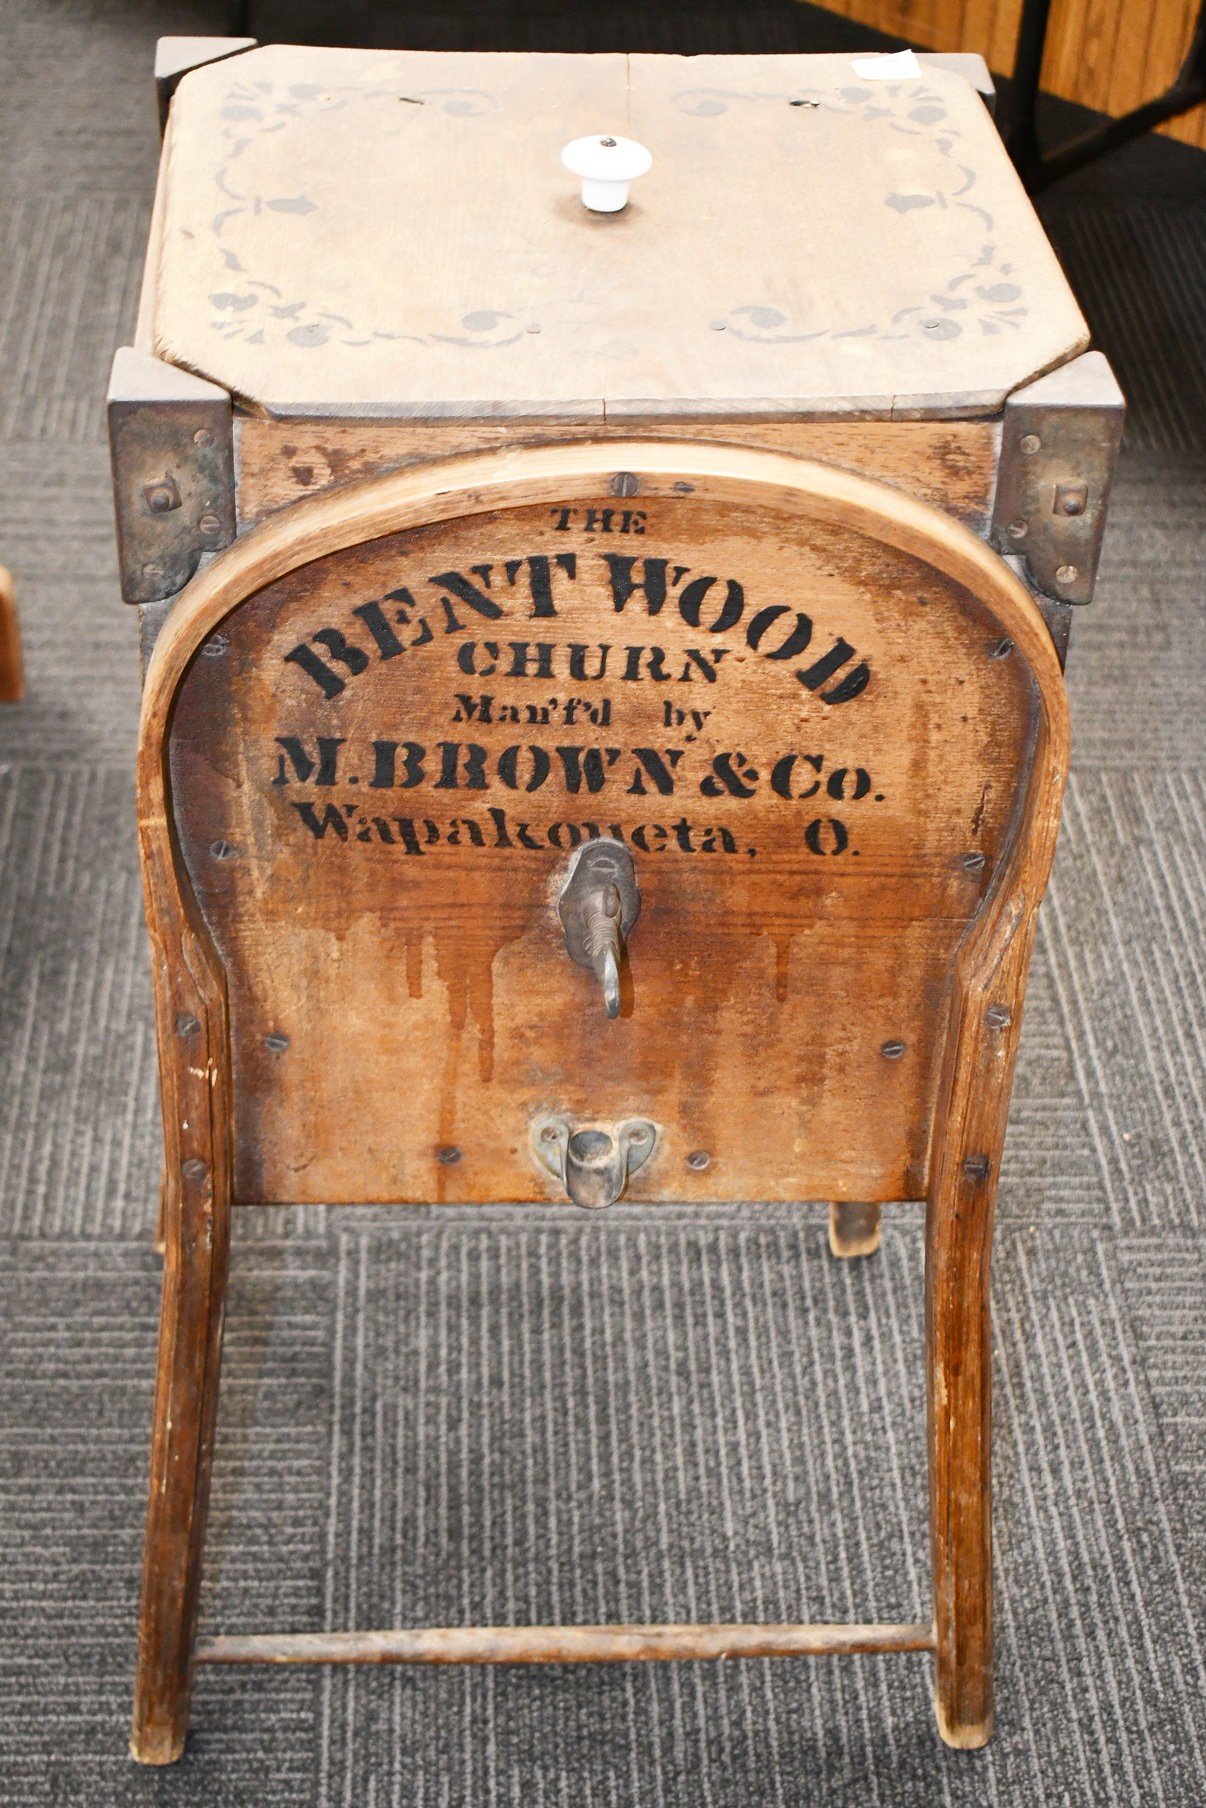 THE
BENT WOOD
CHURN
Man'f'd by
M. BROWN & Co.
Wapakoneta, O.